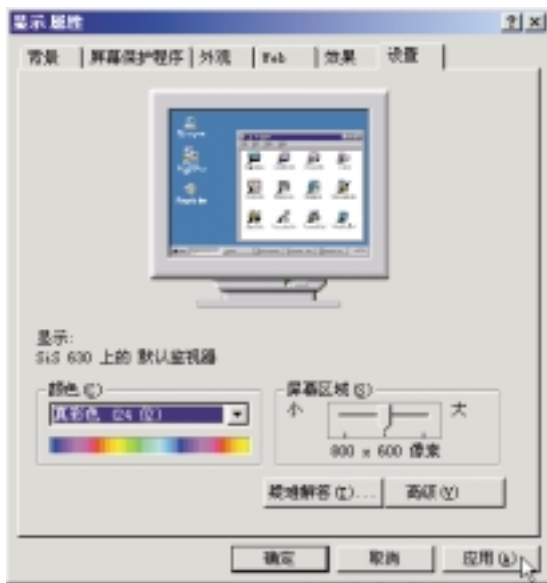 显示 属性
背景 屏幕保护程序 外观 Web 效果 设置
显示:
SiS 630 上的 默认监视器
颜色(C)
真彩色 (24 位)
屏幕区域(S)
小 大
800 x 600 像素
疑难解答(T)... 高级(V)
确定 取消 应用(A)